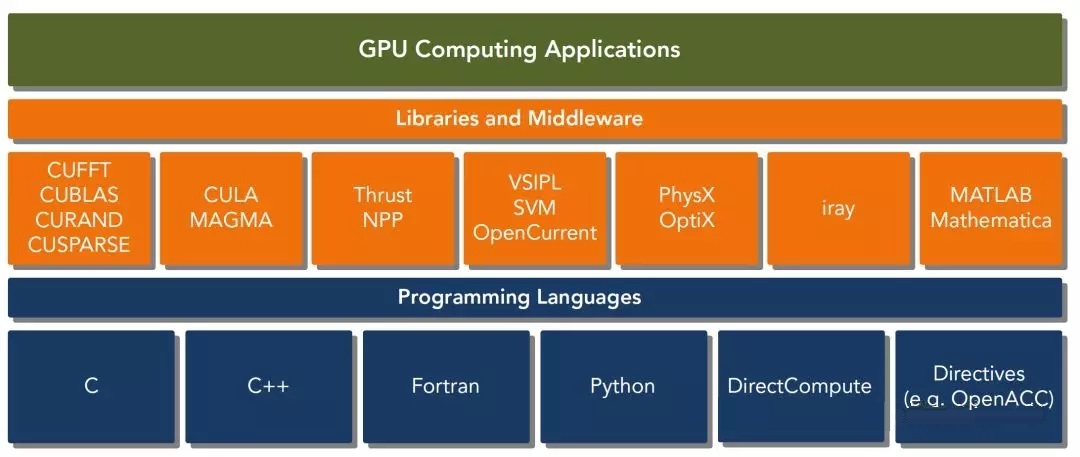 GPU Computing Applications
Libraries and Middleware
CUFFT
CUBLAS
CURAND
CUSPARSE
CULA
MAGMA
Thrust
NPP
VSIPL
SVM
OpenCurrent
PhysX
OptiX
iray
MATLAB
Mathematica
Programming Languages
C
C++
Fortran
Python
DirectCompute
Directives
(e g. OpenACC)